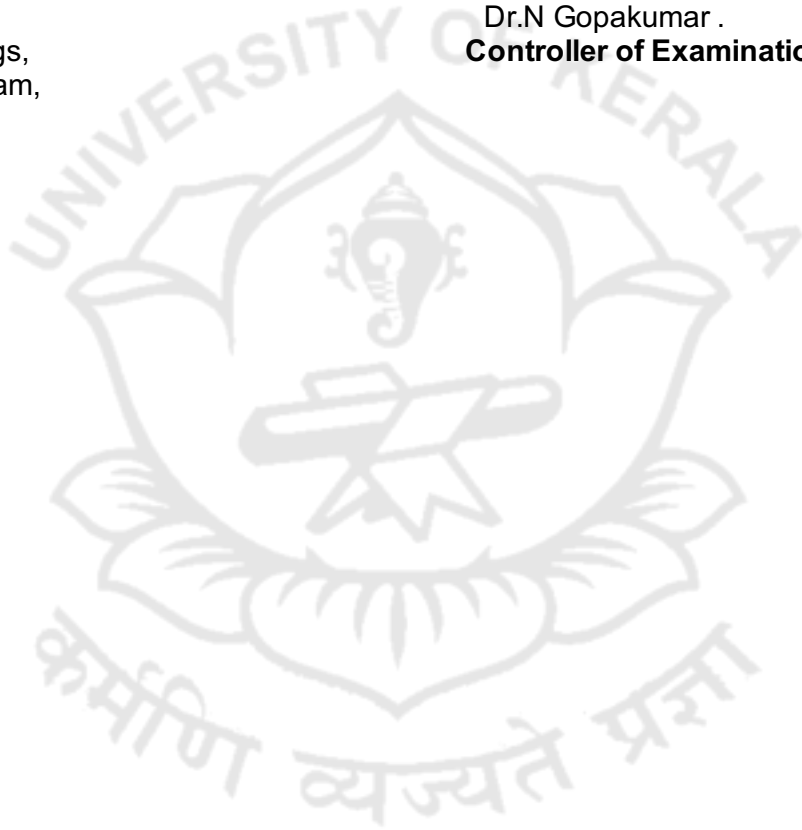 Dr.N Gopakumar .
gs,
Controller of Examinatio
am,
UNIVERSITY OF KERALA
कर्मणि व्यज्यते प्रज्ञा